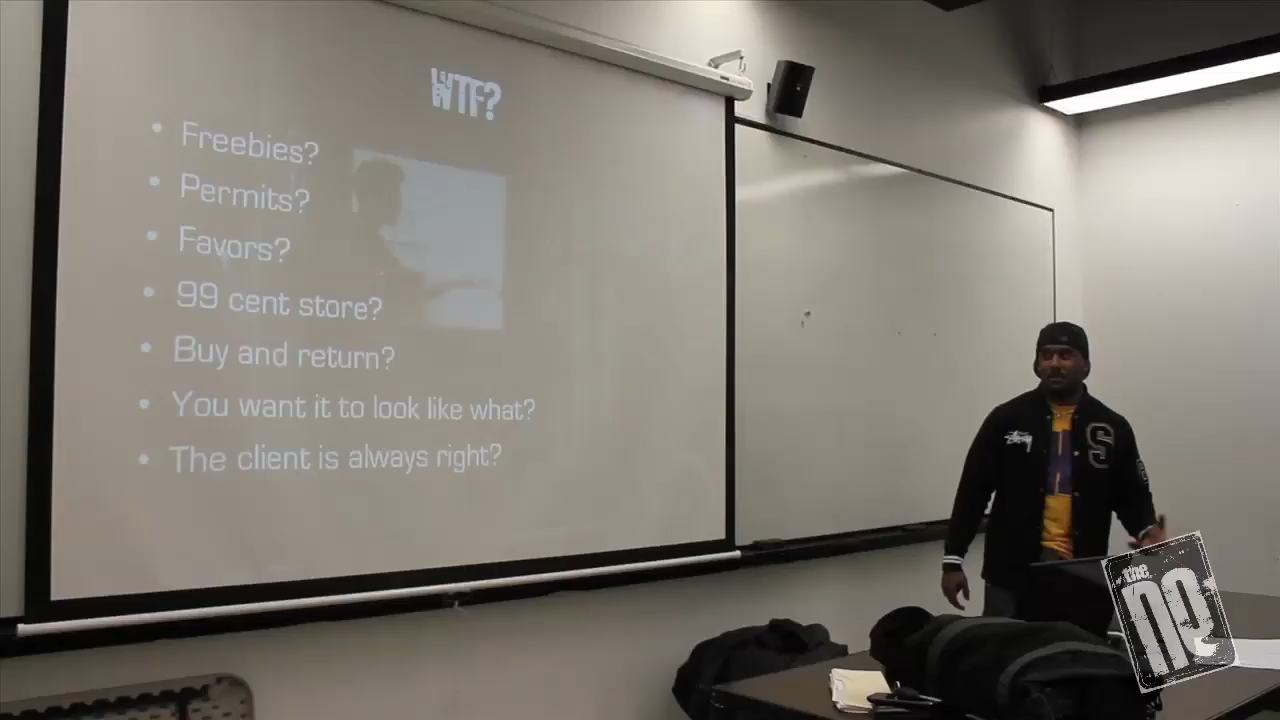 WTF?
• Freebies?
• Permits?
• Favors?
• 99 cent store?
• Buy and return?
• You want it to look like what?
• The client is always right?
Stüssy
S
the